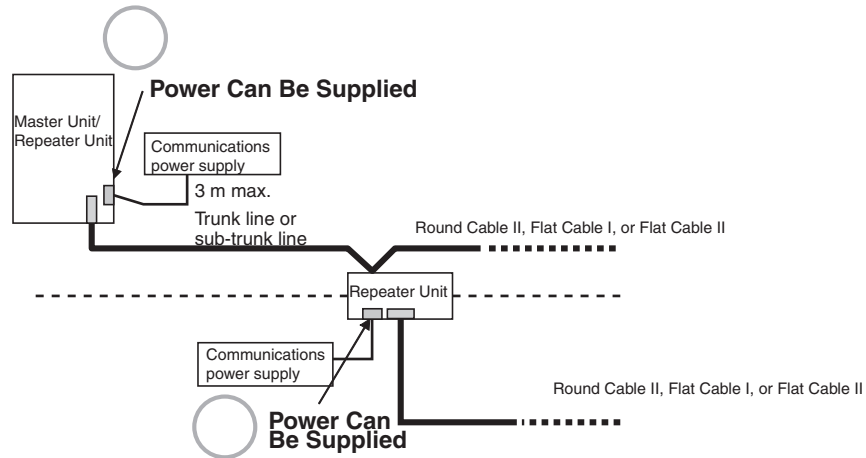 Power Can Be Supplied
Master Unit/
Repeater Unit
Communications
power supply
3 m max.
Trunk line or
sub-trunk line
Round Cable II, Flat Cable I, or Flat Cable II
Repeater Unit
Communications
power supply
Round Cable II, Flat Cable I, or Flat Cable II
Power Can
Be Supplied